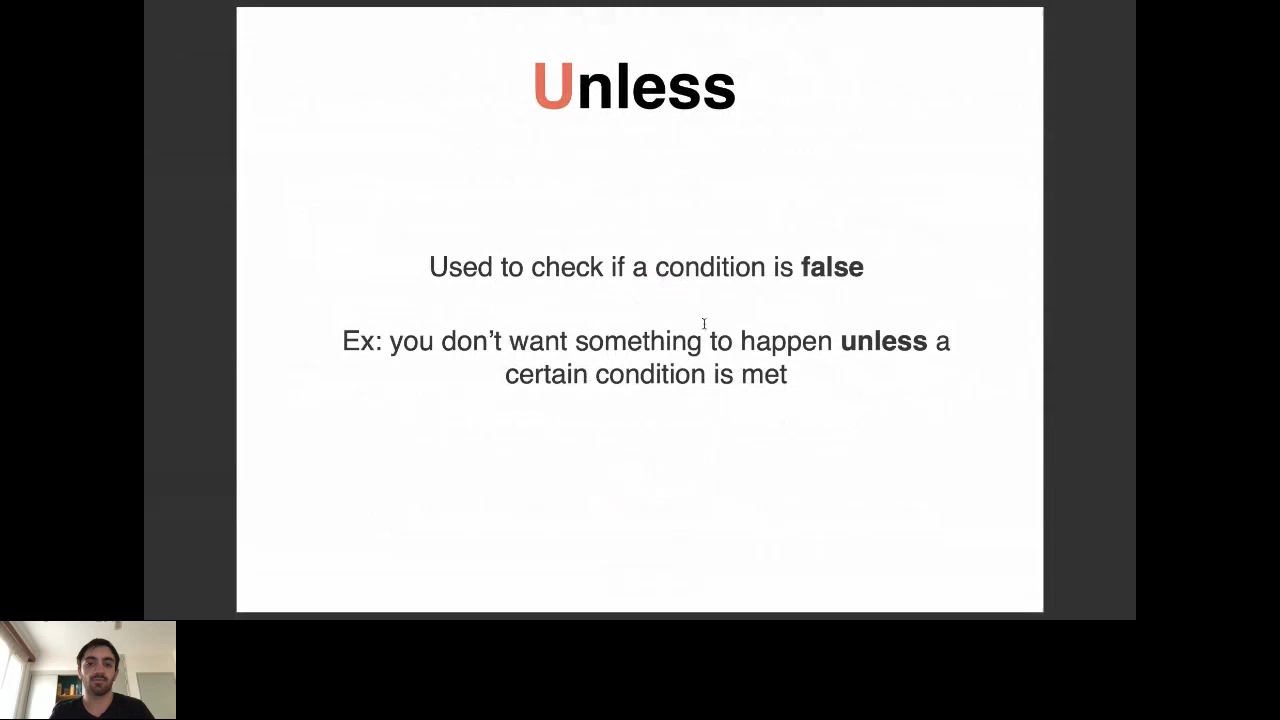 Unless
Used to check if a condition is false
Ex: you don’t want something to happen unless a
certain condition is met